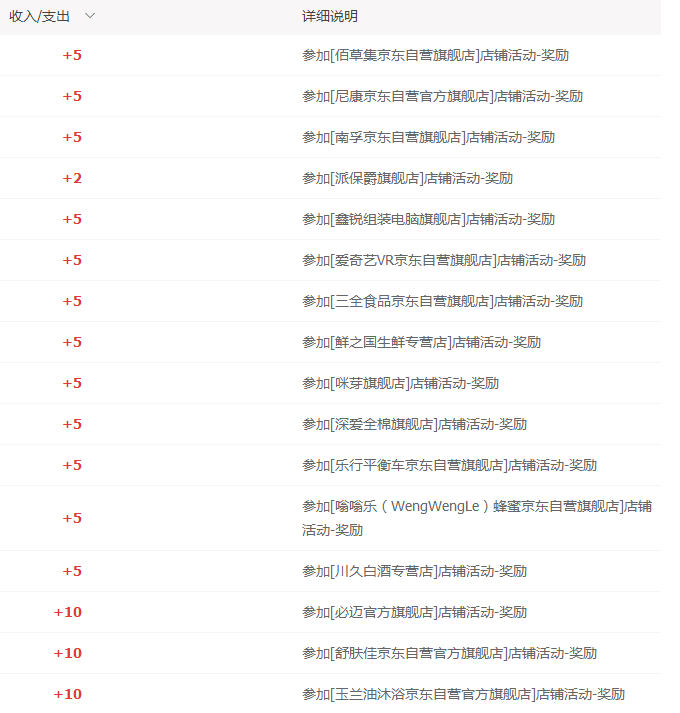 收入/支出 详细说明
+5 参加[佰草集京东自营旗舰店]店铺活动-奖励
+5 参加[尼康京东自营官方旗舰店]店铺活动-奖励
+5 参加[南孚京东自营旗舰店]店铺活动-奖励
+2 参加[派保爵旗舰店]店铺活动-奖励
+5 参加[鑫锐组装电脑旗舰店]店铺活动-奖励
+5 参加[爱奇艺VR京东自营旗舰店]店铺活动-奖励
+5 参加[三全食品京东自营旗舰店]店铺活动-奖励
+5 参加[鲜之国生鲜专营店]店铺活动-奖励
+5 参加[咪芽旗舰店]店铺活动-奖励
+5 参加[深爱全棉旗舰店]店铺活动-奖励
+5 参加[乐行平衡车京东自营旗舰店]店铺活动-奖励
+5 参加[嗡嗡乐（WengWengLe）蜂蜜京东自营旗舰店]店铺
活动-奖励
+5 参加[川久白酒专营店]店铺活动-奖励
+10 参加[必迈官方旗舰店]店铺活动-奖励
+10 参加[舒肤佳京东自营官方旗舰店]店铺活动-奖励
+10 参加[玉兰油沐浴京东自营官方旗舰店]店铺活动-奖励